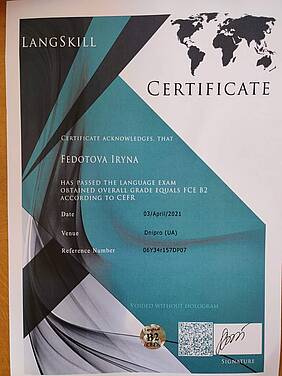 LANGSKILL
CERTIFICATE
CERTIFICATE ACKNOWLEDGES, THAT
FEDOTOVA IRYNA
HAS PASSED THE LANGUAGE EXAM
OBTAINED OVERALL GRADE EQUALS FCE B2
ACCORDING TO CEFR
Date 03/April/2021
Venue Dnipro (UA)
Reference Number 06Y34r157DP07
VOIDED WITHOUT HOLOGRAM
B2
SIGNATURE